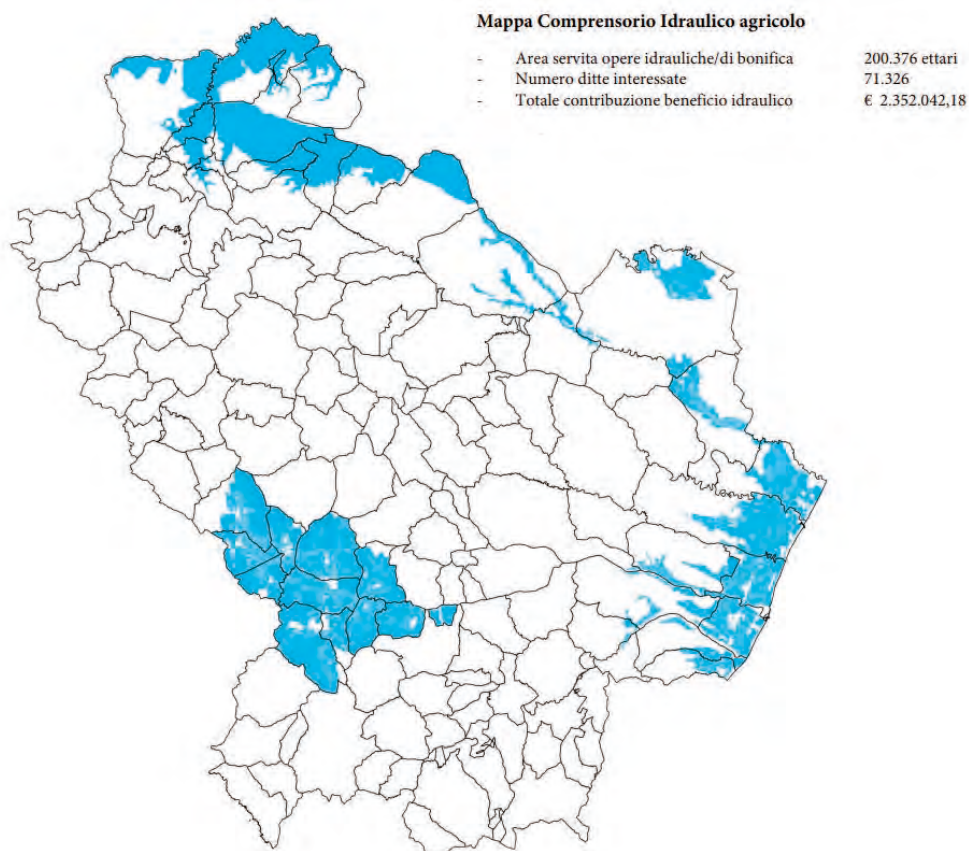 Mappa Comprensorio Idraulico agricolo
- Area servita opere idrauliche/di bonifica 200.376 ettari
- Numero ditte interessate 71.326
- Totale contribuzione beneficio idraulico € 2.352.042,18